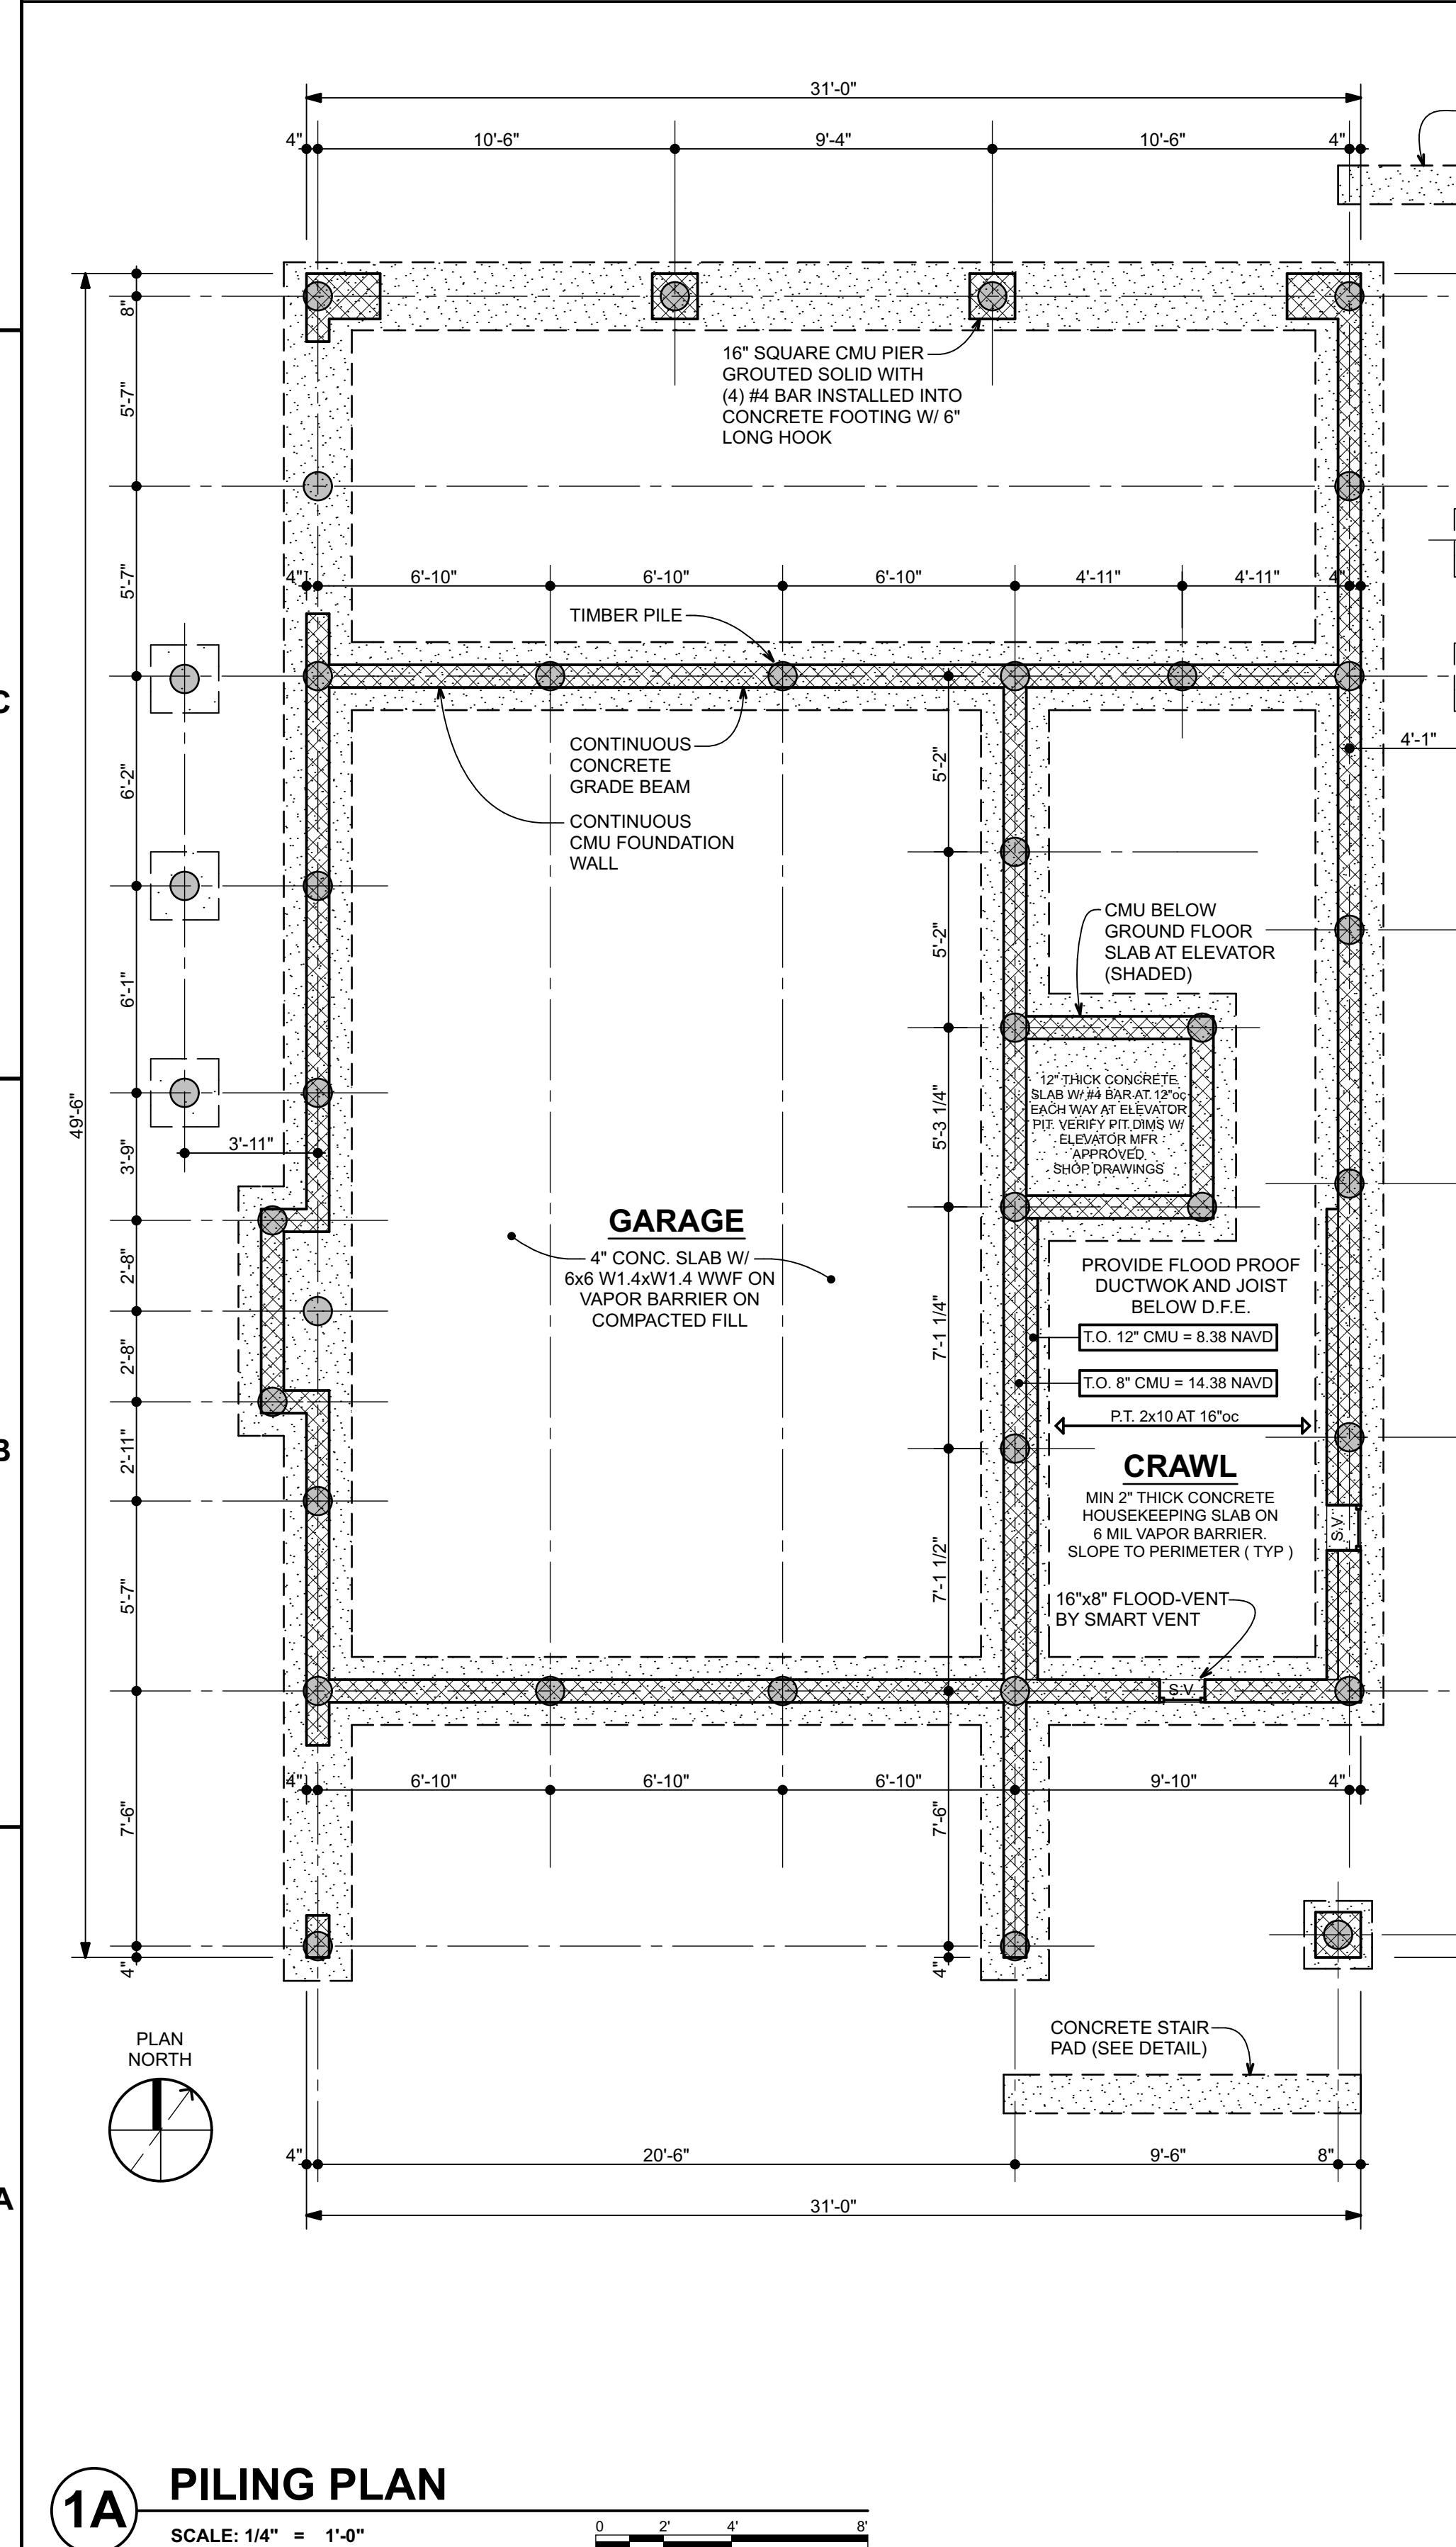 31'-0"
4" 10'-6" 9'-4" 10'-6" 4"
8"
16" SQUARE CMU PIER
GROUTED SOLID WITH
(4) #4 BAR INSTALLED INTO
CONCRETE FOOTING W/ 6"
LONG HOOK
5'-7"
5'-7"
4" 6'-10" 6'-10" 6'-10" 4'-11" 4'-11" 4"
TIMBER PILE
C
4'-1"
CONTINUOUS
CONCRETE
GRADE BEAM
CONTINUOUS
CMU FOUNDATION
WALL
6'-2"
5'-2"
5'-2"
CMU BELOW
GROUND FLOOR
SLAB AT ELEVATOR
(SHADED)
6'-1"
49'-6"
3'-11"
3'-9"
5'-3 1/4"
12" THICK CONCRETE
SLAB W/ #4 BAR AT 12"oc
EACH WAY AT ELEVATOR
PIT. VERIFY PIT DIMS W/
ELEVATOR MFR
APPROVED
SHOP DRAWINGS
GARAGE
4" CONC. SLAB W/
6x6 W1.4xW1.4 WWF ON
VAPOR BARRIER ON
COMPACTED FILL
2'-8"
2'-8"
7'-1 1/4"
PROVIDE FLOOD PROOF
DUCTWOK AND JOIST
BELOW D.F.E.
T.O. 12" CMU = 8.38 NAVD
T.O. 8" CMU = 14.38 NAVD
P.T. 2x10 AT 16"oc
B
2'-11"
CRAWL
MIN 2" THICK CONCRETE
HOUSEKEEPING SLAB ON
6 MIL VAPOR BARRIER.
SLOPE TO PERIMETER ( TYP )
S.V.
5'-7"
7'-1 1/2"
16"x8" FLOOD-VENT
BY SMART VENT
S.V.
4" 6'-10" 6'-10" 6'-10" 9'-10" 4"
7'-6"
7'-6"
4"
4"
PLAN
NORTH
CONCRETE STAIR
PAD (SEE DETAIL)
4" 20'-6" 9'-6" 8"
A
31'-0"
1A
PILING PLAN
SCALE: 1/4" = 1'-0"
0 2' 4' 8'